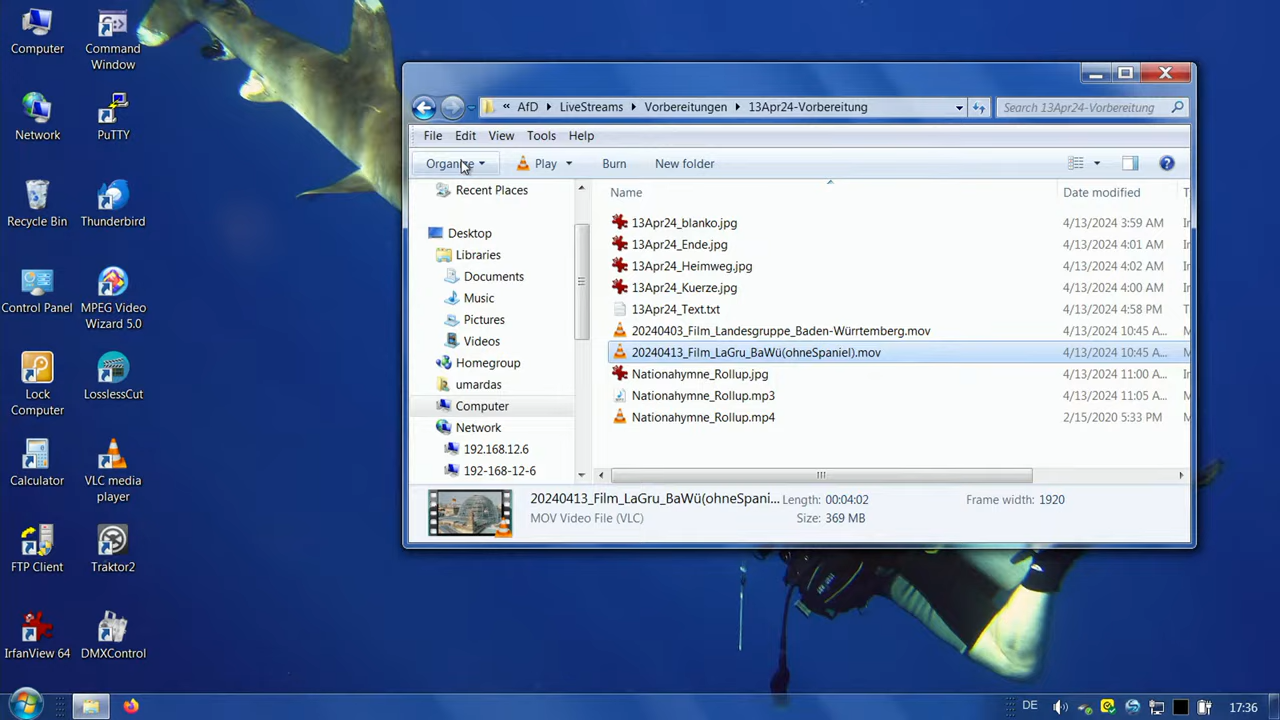 Computer
Command
Window
Network
PuTTY
Recycle Bin
Thunderbird
Control Panel
MPEG Video
Wizard 5.0
Lock
Computer
LosslessCut
Calculator
VLC media
player
FTP Client
Traktor2
IrfanView 64
DMXControl
« AfD LiveStreams Vorbereitungen 13Apr24-Vorbereitung
Search 13Apr24-Vorbereitung
File Edit View Tools Help
Organize Play Burn New folder
Recent Places
Desktop
Libraries
Documents
Music
Pictures
Videos
Homegroup
umardas
Computer
Network
192.168.12.6
192-168-12-6
Name Date modified T
13Apr24_blanko.jpg 4/13/2024 3:59 AM Ir
13Apr24_Ende.jpg 4/13/2024 4:01 AM Ir
13Apr24_Heimweg.jpg 4/13/2024 4:02 AM Ir
13Apr24_Kuerze.jpg 4/13/2024 4:00 AM Ir
13Apr24_Text.txt 4/13/2024 4:58 PM T
20240403_Film_Landesgruppe_Baden-Würrtemberg.mov 4/13/2024 10:45 A... M
20240413_Film_LaGru_BaWü(ohneSpaniel).mov 4/13/2024 10:45 A... M
Nationahymne_Rollup.jpg 4/13/2024 11:00 A... Ir
Nationahymne_Rollup.mp3 4/13/2024 11:05 A... M
Nationahymne_Rollup.mp4 2/15/2020 5:33 PM M
20240413_Film_LaGru_BaWü(ohneSpani... Length: 00:04:02 Frame width: 1920
MOV Video File (VLC) Size: 369 MB
DE 17:36